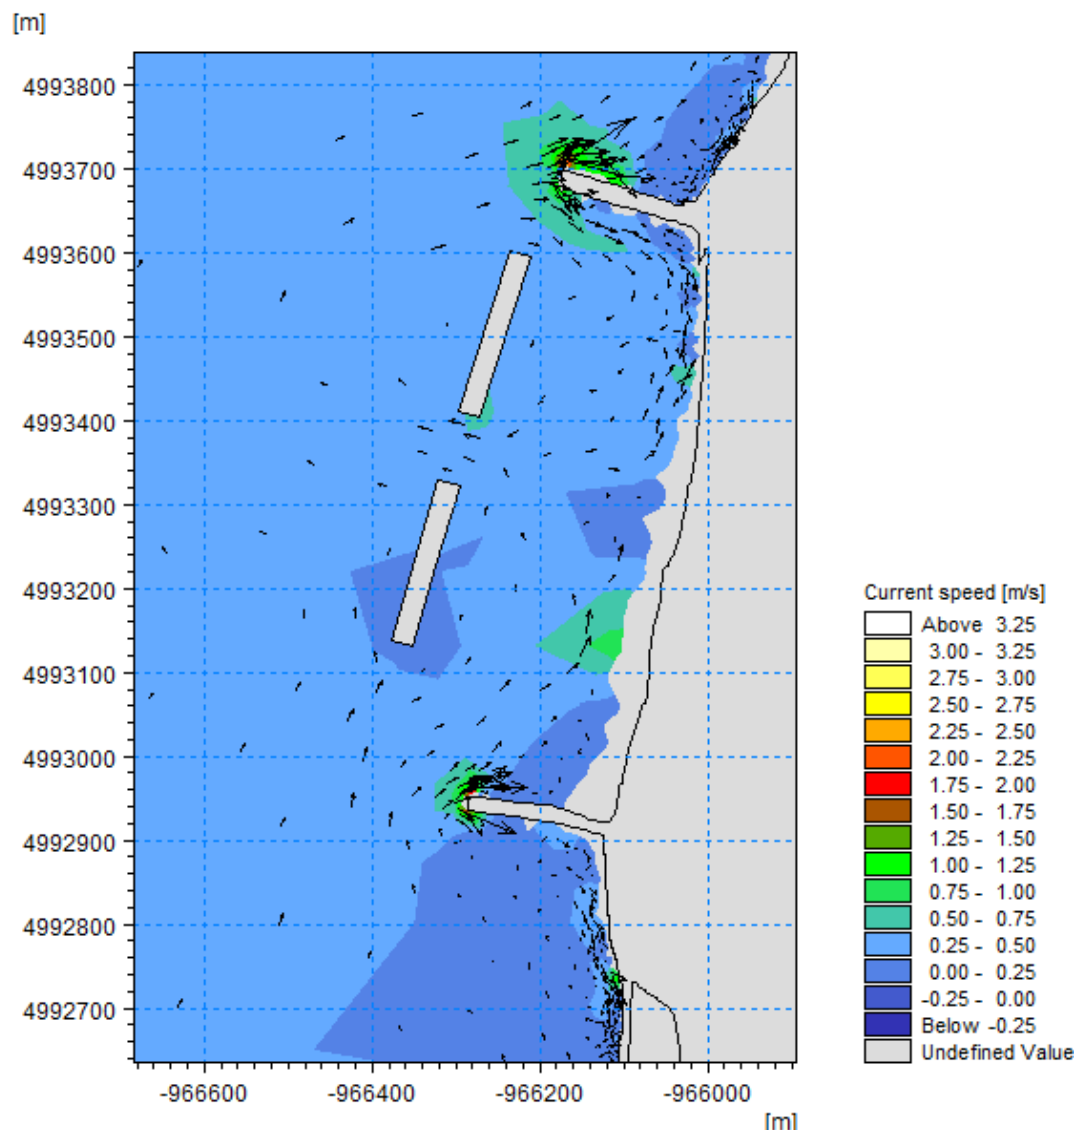 [m]
4993800
4993700
4993600
4993500
4993400
4993300
4993200
4993100
4993000
4992900
4992800
4992700
-966600
-966400
-966200
-966000
[m]
Current speed [m/s]
Above 3.25
3.00 - 3.25
2.75 - 3.00
2.50 - 2.75
2.25 - 2.50
2.00 - 2.25
1.75 - 2.00
1.50 - 1.75
1.25 - 1.50
1.00 - 1.25
0.75 - 1.00
0.50 - 0.75
0.25 - 0.50
0.00 - 0.25
-0.25 - 0.00
Below -0.25
Undefined Value